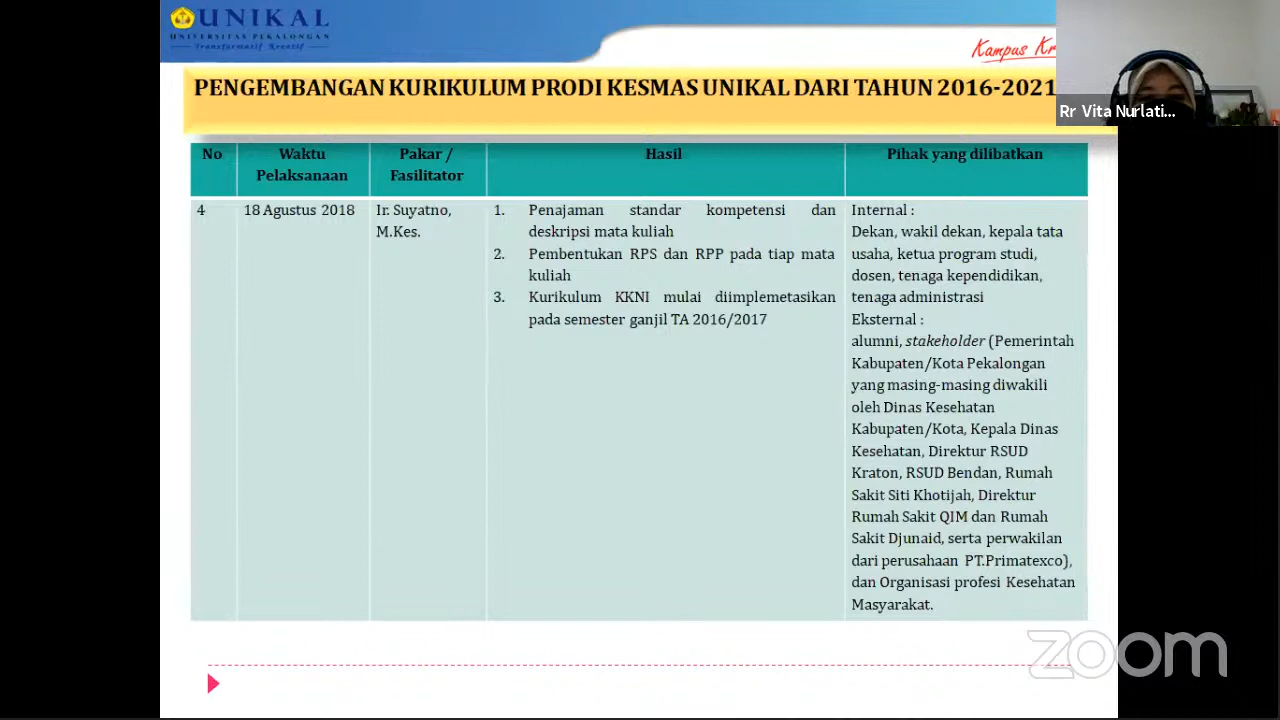 UNIKAL
UNIVERSITAS PEKALONGAN
Transformatif Kreatif
Kampus Kr
Rr Vita Nurlati...
PENGEMBANGAN KURIKULUM PRODI KESMAS UNIKAL DARI TAHUN 2016-2021
No
Waktu
Pelaksanaan
Pakar /
Fasilitator
Hasil
Pihak yang dilibatkan
4
18 Agustus 2018
Ir. Suyatno,
M.Kes.
1. Penajaman standar kompetensi dan
deskripsi mata kuliah
2. Pembentukan RPS dan RPP pada tiap mata
kuliah
3. Kurikulum KKNI mulai diimplemetasikan
pada semester ganjil TA 2016/2017
Internal :
Dekan, wakil dekan, kepala tata
usaha, ketua program studi,
dosen, tenaga kependidikan,
tenaga administrasi
Eksternal :
alumni, stakeholder (Pemerintah
Kabupaten/Kota Pekalongan
yang masing-masing diwakili
oleh Dinas Kesehatan
Kabupaten/Kota, Kepala Dinas
Kesehatan, Direktur RSUD
Kraton, RSUD Bendan, Rumah
Sakit Siti Khotijah, Direktur
Rumah Sakit QIM dan Rumah
Sakit Djunaid, serta perwakilan
dari perusahaan PT.Primatexco),
dan Organisasi profesi Kesehatan
Masyarakat.
zoom